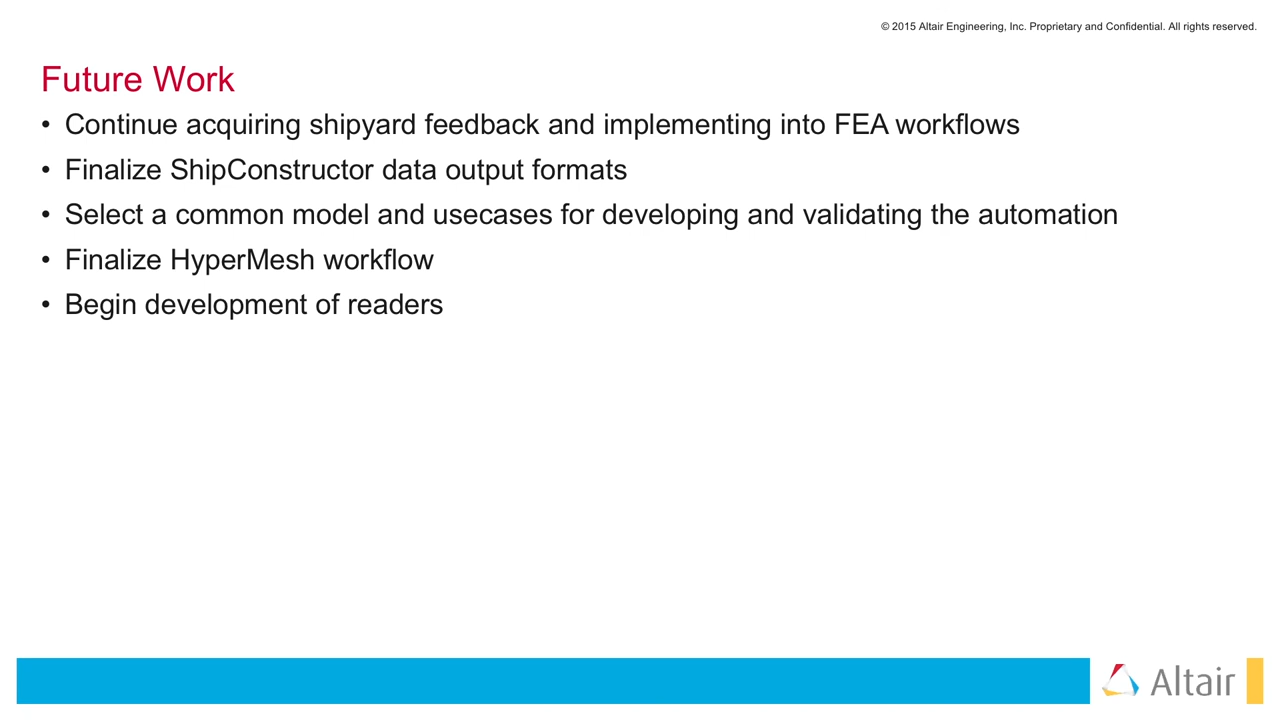 © 2015 Altair Engineering, Inc. Proprietary and Confidential. All rights reserved.
Future Work
• Continue acquiring shipyard feedback and implementing into FEA workflows
• Finalize ShipConstructor data output formats
• Select a common model and usecases for developing and validating the automation
• Finalize HyperMesh workflow
• Begin development of readers
Altair